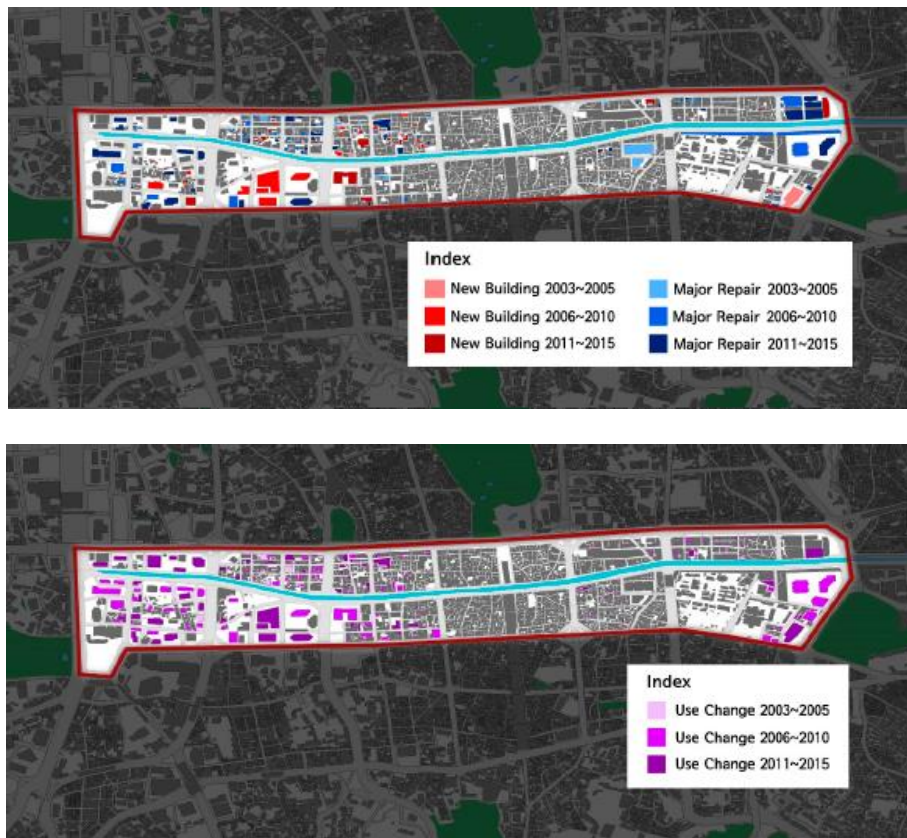 Index
New Building 2003~2005
Major Repair 2003~2005
New Building 2006~2010
Major Repair 2006~2010
New Building 2011~2015
Major Repair 2011~2015
Index
Use Change 2003~2005
Use Change 2006~2010
Use Change 2011~2015